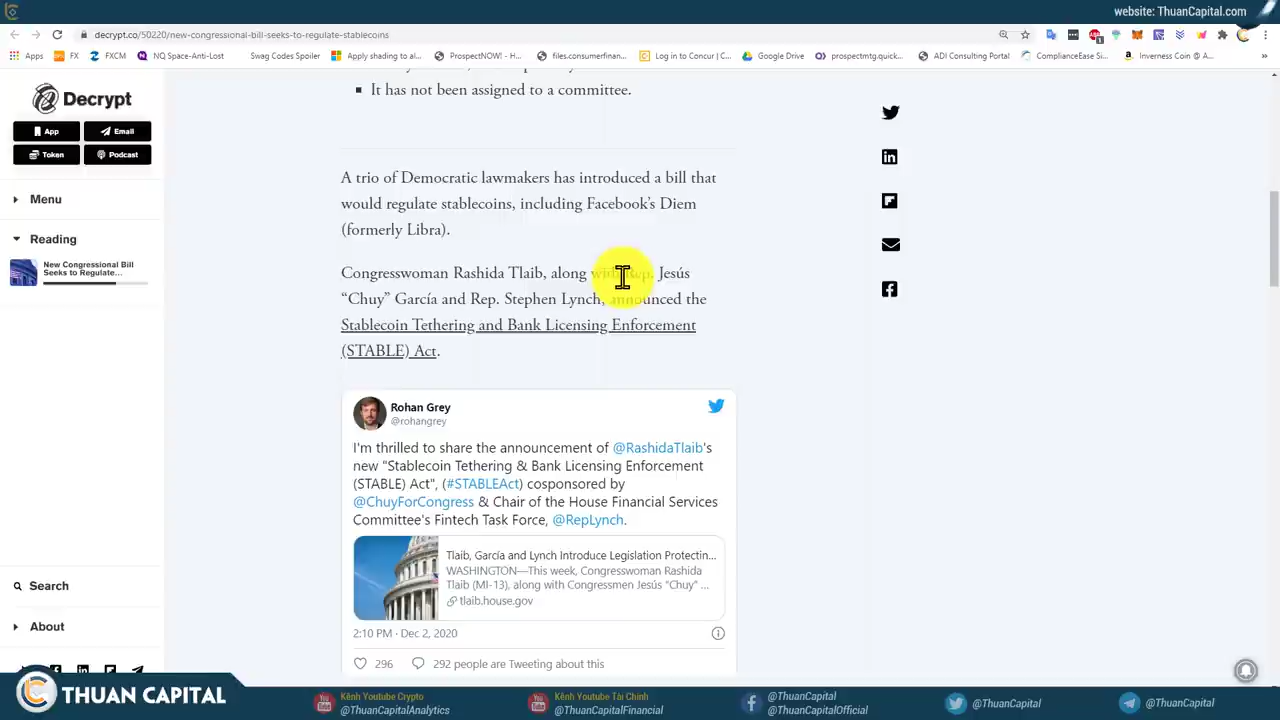 website: ThuanCapital.com
decrypt.co/50220/new-congressional-bill-seeks-to-regulate-stablecoins
Apps
FX
FXCM
NQ Space-Anti-Lost
Swag Codes Spoiler
Apply shading to al...
ProspectNOW! - H...
files.consumerfinan...
Log in to Concur | C...
Google Drive
prospectmtg.quick...
ADI Consulting Portal
ComplianceEase Si...
Inverness Coin @ A...
Decrypt
App
Email
Token
Podcast
Menu
Reading
New Congressional Bill
Seeks to Regulate...
Search
About
It has not been assigned to a committee.
A trio of Democratic lawmakers has introduced a bill that
would regulate stablecoins, including Facebook's Diem
(formerly Libra).
Congresswoman Rashida Tlaib, along with Rep. Jesús
“Chuy” García and Rep. Stephen Lynch, announced the
Stablecoin Tethering and Bank Licensing Enforcement
(STABLE) Act.
Rohan Grey
@rohangrey
I'm thrilled to share the announcement of @RashidaTlaib's
new "Stablecoin Tethering & Bank Licensing Enforcement
(STABLE) Act", (#STABLEAct) cosponsored by
@ChuyForCongress & Chair of the House Financial Services
Committee's Fintech Task Force, @RepLynch.
Tlaib, García and Lynch Introduce Legislation Protectin...
WASHINGTON—This week, Congresswoman Rashida
Tlaib (MI-13), along with Congressmen Jesús "Chuy" ...
tlaib.house.gov
2:10 PM · Dec 2, 2020
296
292 people are Tweeting about this
THUAN CAPITAL
Kênh Youtube Crypto
@ThuanCapitalAnalytics
Kênh Youtube Tài Chính
@ThuanCapitalFinancial
@ThuanCapital
@ThuanCapitalOfficial
@ThuanCapital
@ThuanCapital